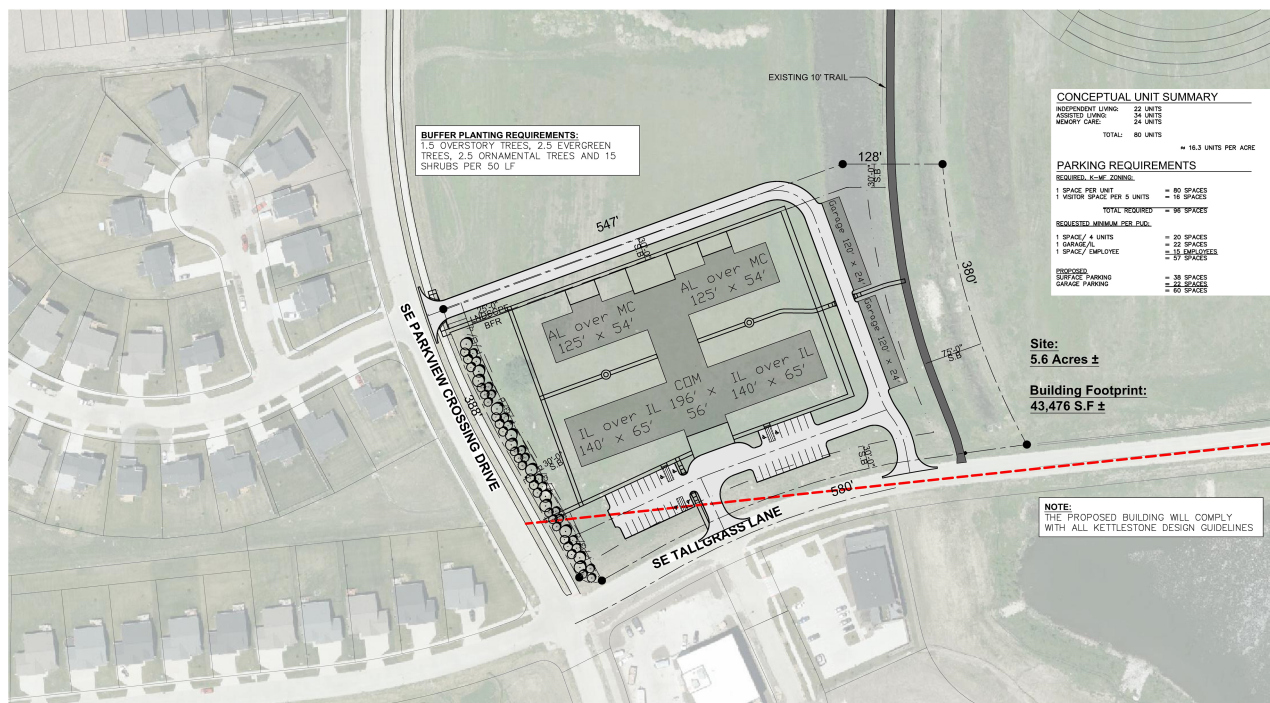 EXISTING 10' TRAIL
BUFFER PLANTING REQUIREMENTS:
1.5 OVERSTORY TREES, 2.5 EVERGREEN
TREES, 2.5 ORNAMENTAL TREES AND 15
SHRUBS PER 50 LF
CONCEPTUAL UNIT SUMMARY
INDEPENDENT LIVING: 22 UNITS
ASSISTED LIVING: 34 UNITS
MEMORY CARE: 24 UNITS
TOTAL: 80 UNITS
≈ 16.3 UNITS PER ACRE
PARKING REQUIREMENTS
REQUIRED, K-MF ZONING:
1 SPACE PER UNIT = 80 SPACES
1 VISITOR SPACE PER 5 UNITS = 16 SPACES
TOTAL REQUIRED = 96 SPACES
REQUESTED MINIMUM PER PUD:
1 SPACE/ 4 UNITS = 20 SPACES
1 GARAGE/IL = 22 SPACES
1 SPACE/ EMPLOYEE = 15 EMPLOYEES
= 57 SPACES
PROPOSED
SURFACE PARKING = 38 SPACES
GARAGE PARKING = 22 SPACES
= 60 SPACES
128'
30'-0"
S.B
547'
Garage 120' x 24'
380'
AL over MC
125' x 54'
AL over MC
125' x 54'
BFR
SE PARKVIEW CROSSING DRIVE
388'
Garage 120' x 24'
75'-0"
S.B
Site:
5.6 Acres ±
Building Footprint:
43,476 S.F ±
IL over IL
140' x 65'
COM
196' x
56'
IL over IL
140' x 65'
30'-0"
S.B
S.B
580'
SE TALLGRASS LANE
NOTE:
THE PROPOSED BUILDING WILL COMPLY
WITH ALL KETTLESTONE DESIGN GUIDELINES